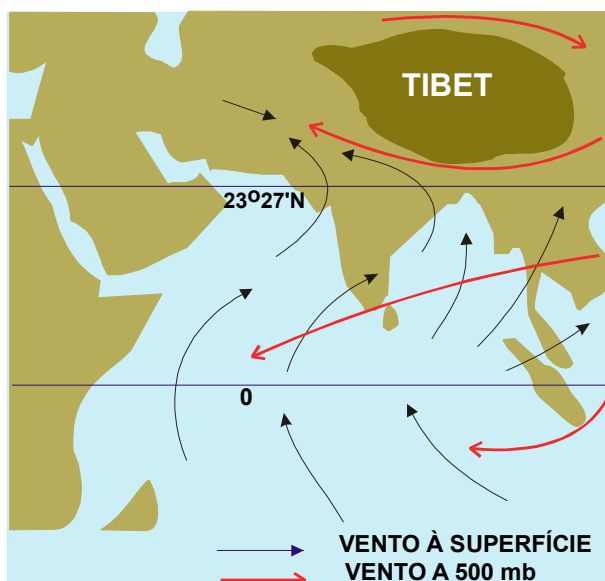 TIBET
23º27'N
0
VENTO À SUPERFÍCIE
VENTO A 500 mb